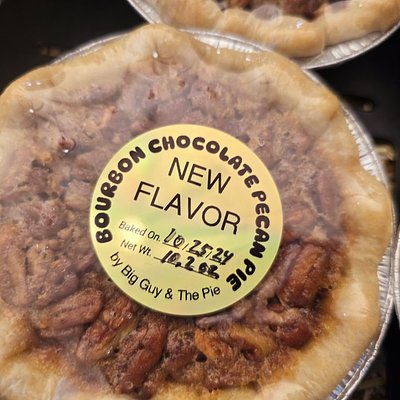 BOURBON CHOCOLATE PECAN PIE
NEW
FLAVOR
Baked On. 10/25/24
Net Wt. 10.2 oz.
by Big Guy & The Pie